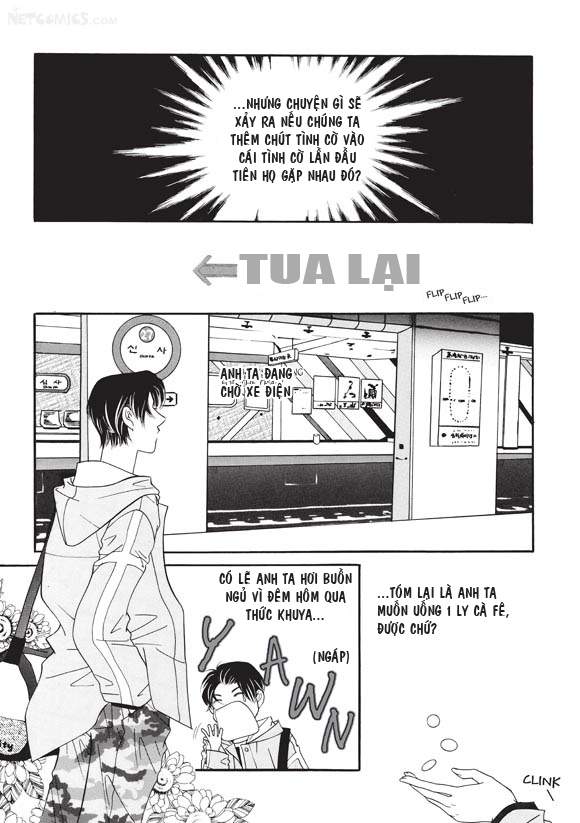 NETCOMICS.COM
...NHƯNG CHUYỆN GÌ SẼ
XẢY RA NẾU CHÚNG TA
THÊM CHÚT TÌNH CỜ VÀO
CÁI TÌNH CỜ LẦN ĐẦU
TIÊN HỌ GẶP NHAU ĐÓ?
←TUA LẠI
FLIP
FLIP
FLIP...
신 사
신사
ANH TA ĐANG
CHỜ XE ĐIỆN
CÓ LẼ ANH TA HƠI BUỒN
NGỦ VÌ ĐÊM HÔM QUA
THỨC KHUYA...
YAWN
(NGÁP)
...TÓM LẠI LÀ ANH TA
MUỐN UỐNG 1 LY CÀ FÊ,
ĐƯỢC CHỨ?
CLINK